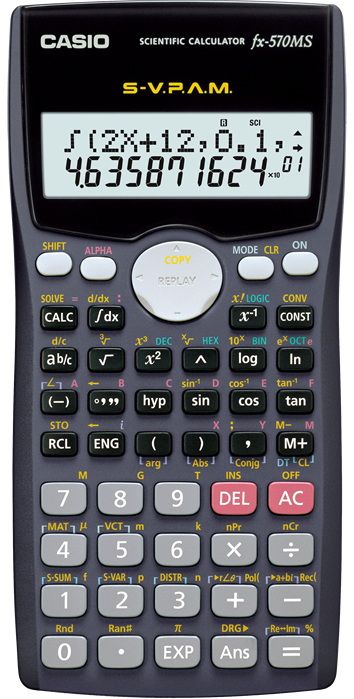 CASIO SCIENTIFIC CALCULATOR fx-570MS
S-V.P.A.M.
R SCI
∫(2X+12,0.1,
4.635871624×10 01
SHIFT ALPHA COPY REPLAY MODE CLR ON
SOLVE = d/dx : x! LOGIC CONV
CALC ∫dx x⁻¹ CONST
d/c ³√ x³ DEC ˣ√ HEX 10ˣ BIN eˣ OCT e
ab/c √ x² ^ log ln
∠ A ← B C sin⁻¹ D cos⁻¹ E tan⁻¹ F
(−) °,,, hyp sin cos tan
STO ← i X ; Y M− M
RCL ENG ( ) , M+
arg Abs Conjg DT CL
M G T INS OFF
7 8 9 DEL AC
MAT μ VCT m k nPr nCr
4 5 6 × ÷
S-SUM f S-VAR p DISTR n ▶r∠θ Pol( ▶a+bi Rec(
1 2 3 + −
Rnd Ran# π DRG▶ Re↔Im %
0 · EXP Ans =